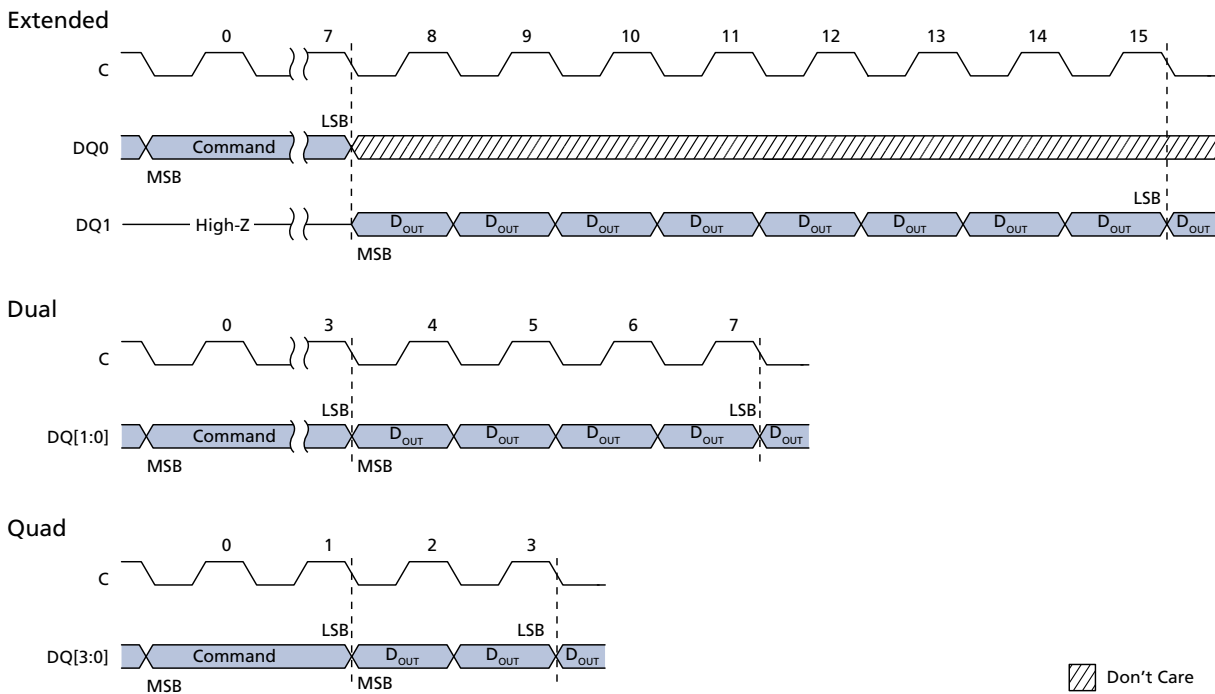 Extended
0 7 8 9 10 11 12 13 14 15
C
LSB
DQ0 Command
MSB
LSB
DQ1 High-Z DOUT DOUT DOUT DOUT DOUT DOUT DOUT DOUT DOUT
MSB
Dual
0 3 4 5 6 7
C
LSB LSB
DQ[1:0] Command DOUT DOUT DOUT DOUT DOUT
MSB MSB
Quad
0 1 2 3
C
LSB LSB
DQ[3:0] Command DOUT DOUT DOUT
MSB MSB
Don't Care